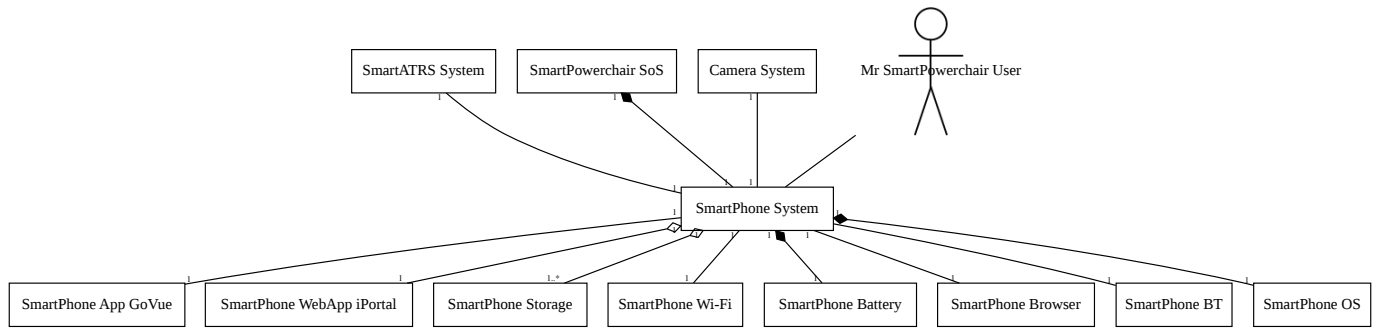 SmartATRS System
SmartPowerchair SoS
Camera System
Mr SmartPowerchair User
1
1
1
1
1
1
SmartPhone System
1
1
1
1
1
1
1
1
1
1
1..*
1
1
1
1
1
SmartPhone App GoVue
SmartPhone WebApp iPortal
SmartPhone Storage
SmartPhone Wi-Fi
SmartPhone Battery
SmartPhone Browser
SmartPhone BT
SmartPhone OS